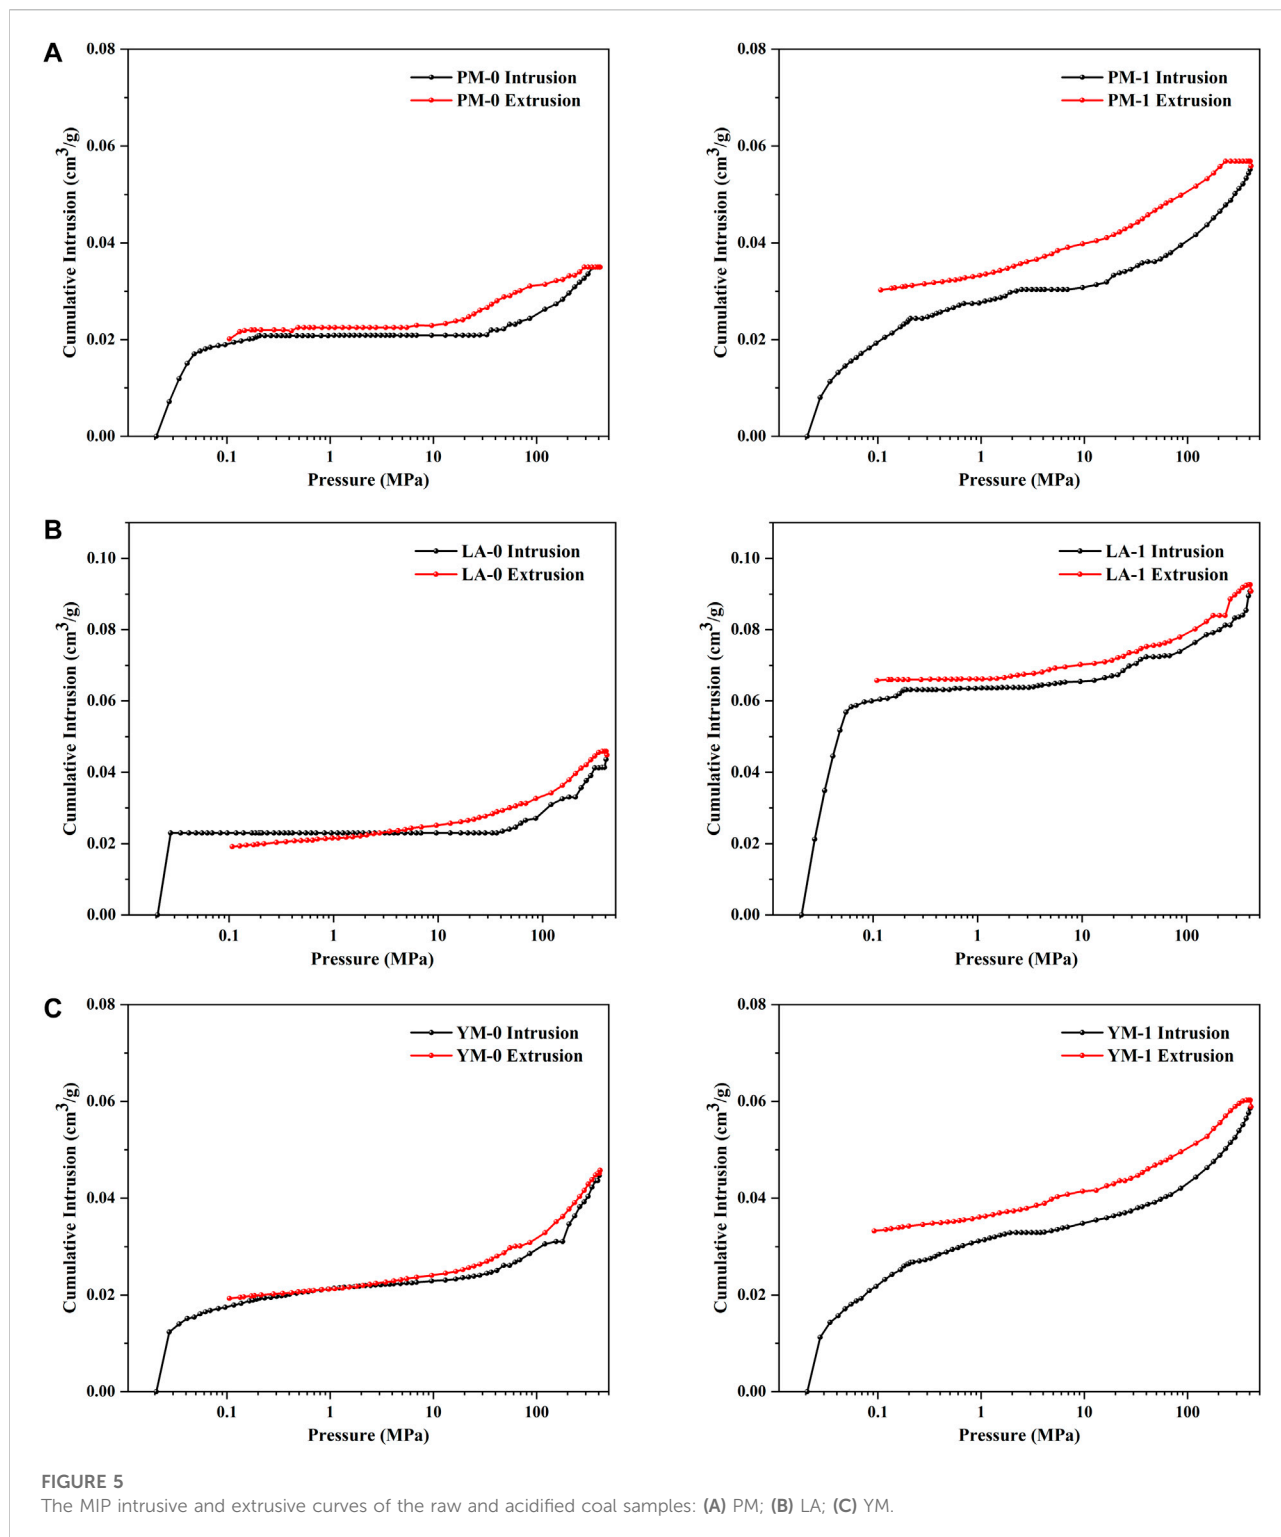 A
0.08
0.06
0.04
0.02
0.00
Cumulative Intrusion (cm³/g)
PM-0 Intrusion
PM-0 Extrusion
0.1 1 10 100
Pressure (MPa)
0.08
0.06
0.04
0.02
0.00
Cumulative Intrusion (cm³/g)
PM-1 Intrusion
PM-1 Extrusion
0.1 1 10 100
Pressure (MPa)
B
0.10
0.08
0.06
0.04
0.02
0.00
Cumulative Intrusion (cm³/g)
LA-0 Intrusion
LA-0 Extrusion
0.1 1 10 100
Pressure (MPa)
0.10
0.08
0.06
0.04
0.02
0.00
Cumulative Intrusion (cm³/g)
LA-1 Intrusion
LA-1 Extrusion
0.1 1 10 100
Pressure (MPa)
C
0.08
0.06
0.04
0.02
0.00
Cumulative Intrusion (cm³/g)
YM-0 Intrusion
YM-0 Extrusion
0.1 1 10 100
Pressure (MPa)
0.08
0.06
0.04
0.02
0.00
Cumulative Intrusion (cm³/g)
YM-1 Intrusion
YM-1 Extrusion
0.1 1 10 100
Pressure (MPa)
FIGURE 5
The MIP intrusive and extrusive curves of the raw and acidified coal samples: (A) PM; (B) LA; (C) YM.